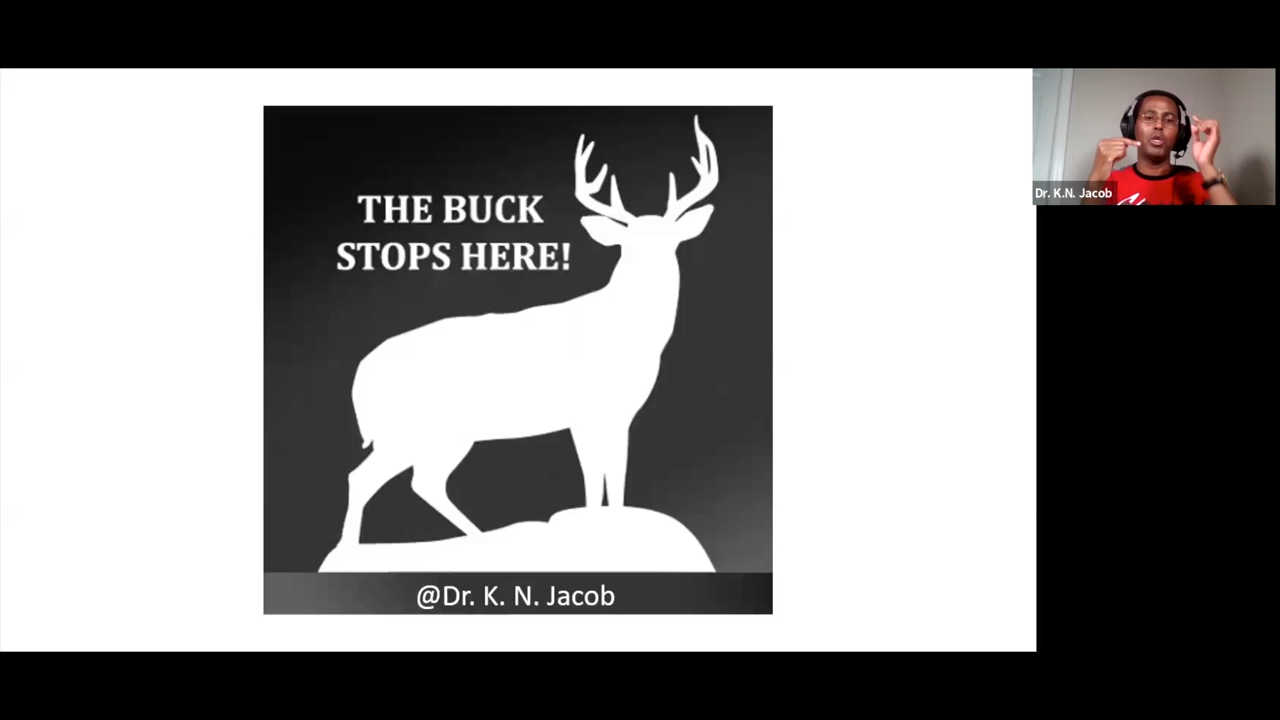 THE BUCK
STOPS HERE!
@Dr. K. N. Jacob
Dr. K.N. Jacob